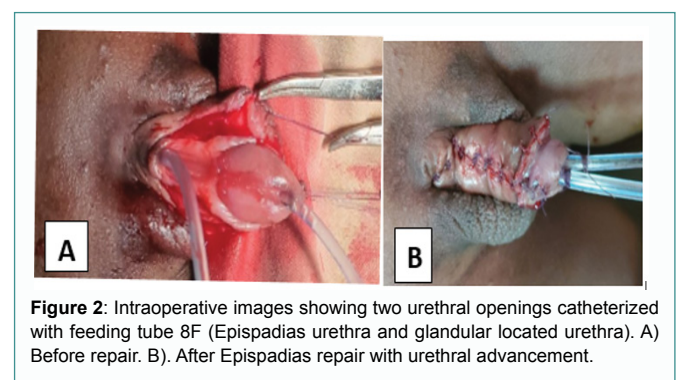 A
B
Figure 2: Intraoperative images showing two urethral openings catheterized
with feeding tube 8F (Epispadias urethra and glandular located urethra). A)
Before repair. B). After Epispadias repair with urethral advancement.